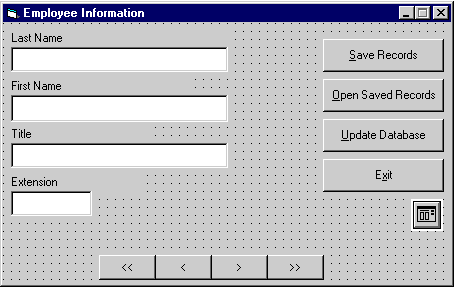 Employee Information
Last Name
Save Records
First Name
Open Saved Records
Title
Update Database
Extension
Exit
<< < > >>